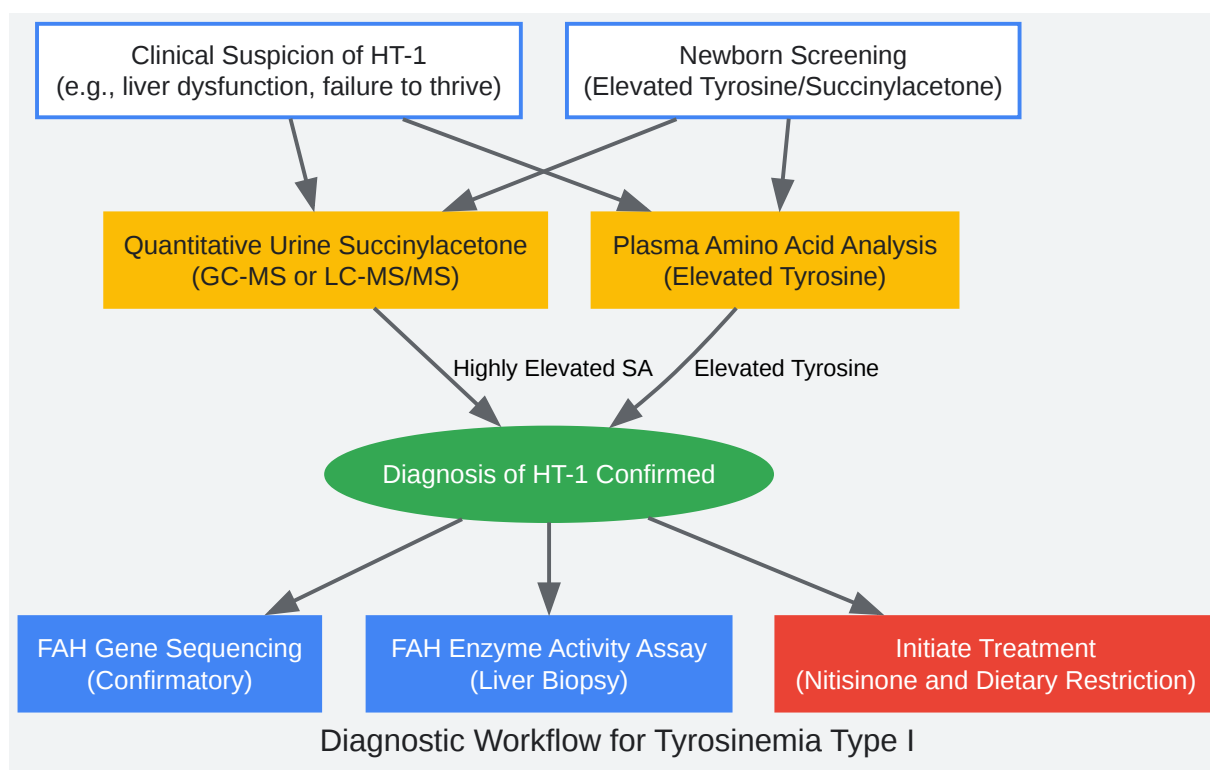 Clinical Suspicion of HT-1
(e.g., liver dysfunction, failure to thrive)
Newborn Screening
(Elevated Tyrosine/Succinylacetone)
Quantitative Urine Succinylacetone
(GC-MS or LC-MS/MS)
Plasma Amino Acid Analysis
(Elevated Tyrosine)
Highly Elevated SA
Elevated Tyrosine
Diagnosis of HT-1 Confirmed
FAH Gene Sequencing
(Confirmatory)
FAH Enzyme Activity Assay
(Liver Biopsy)
Initiate Treatment
(Nitisinone and Dietary Restriction)
Diagnostic Workflow for Tyrosinemia Type I